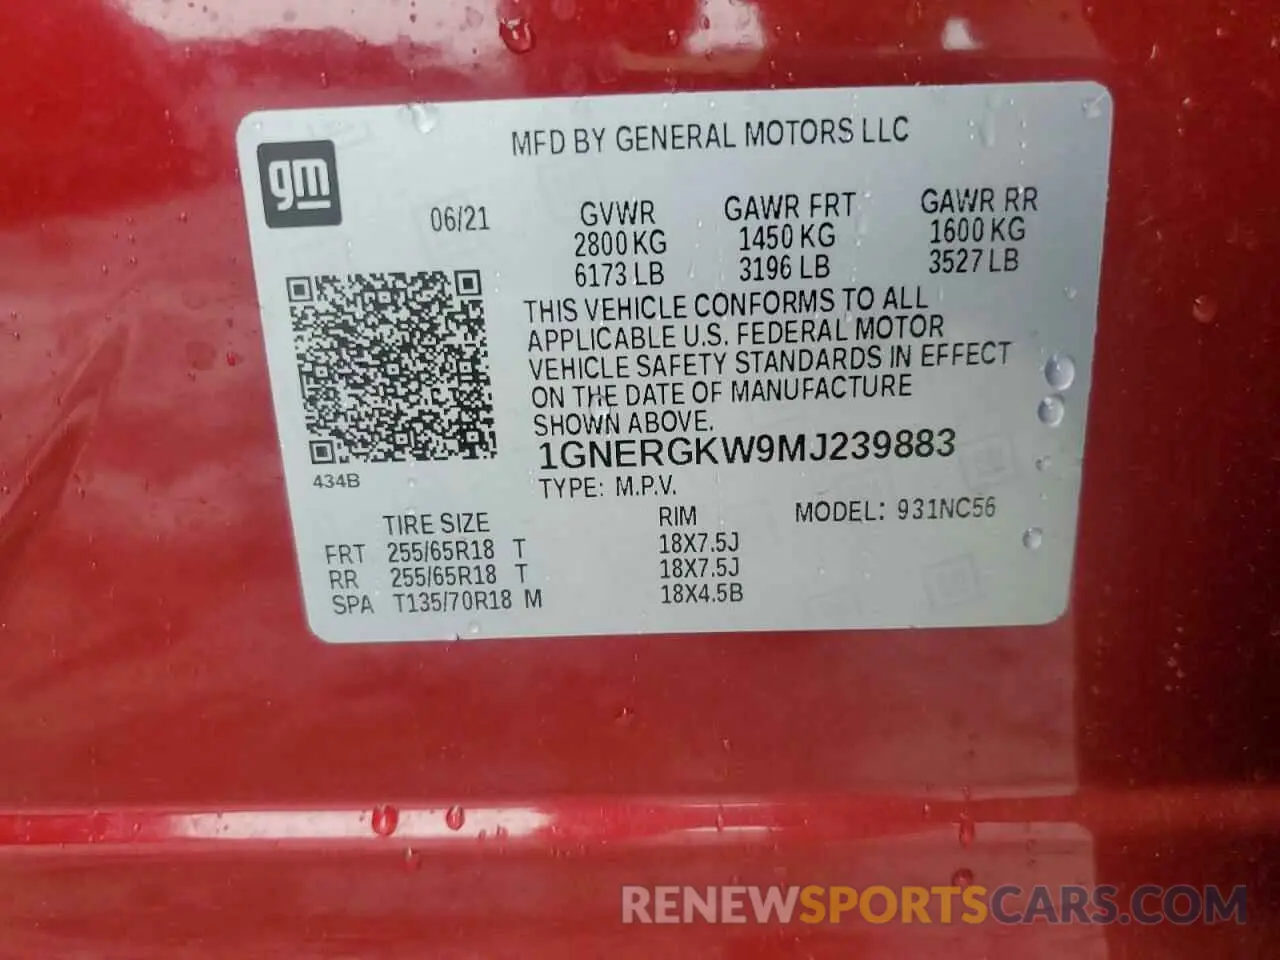 MFD BY GENERAL MOTORS LLC
gm
06/21
GVWR GAWR FRT GAWR RR
2800 KG 1450 KG 1600 KG
6173 LB 3196 LB 3527 LB
THIS VEHICLE CONFORMS TO ALL
APPLICABLE U.S. FEDERAL MOTOR
VEHICLE SAFETY STANDARDS IN EFFECT
ON THE DATE OF MANUFACTURE
SHOWN ABOVE.
434B
1GNERGKW9MJ239883
TYPE: M.P.V.
TIRE SIZE RIM MODEL: 931NC56
FRT 255/65R18 T 18X7.5J
RR 255/65R18 T 18X7.5J
SPA T135/70R18 M 18X4.5B
RENEWSPORTSCARS.COM